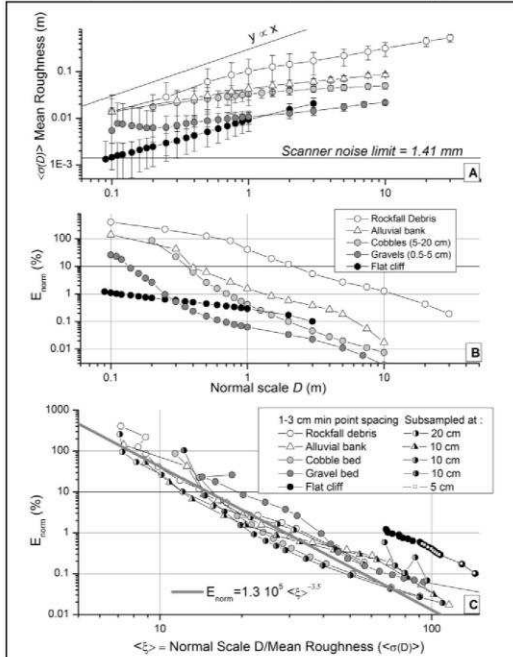 <σ(D)> Mean Roughness (m)
0.1
0.01
1E-3
y ∝ x
Scanner noise limit = 1.41 mm
A
E_norm (%)
100
10
1
0.1
0.01
Rockfall Debris
Alluvial bank
Cobbles (5-20 cm)
Gravels (0.5-5 cm)
Flat cliff
B
0.1 1 10
Normal scale D (m)
E_norm (%)
1000
100
10
1
0.1
0.01
1-3 cm min point spacing Subsampled at :
Rockfall debris 20 cm
Alluvial bank 10 cm
Cobble bed 10 cm
Gravel bed 10 cm
Flat cliff 5 cm
E_norm=1.3 10^5 <ξ>^-3.5
C
10 100
<ξ>= Normal Scale D/Mean Roughness (<σ(D)>)